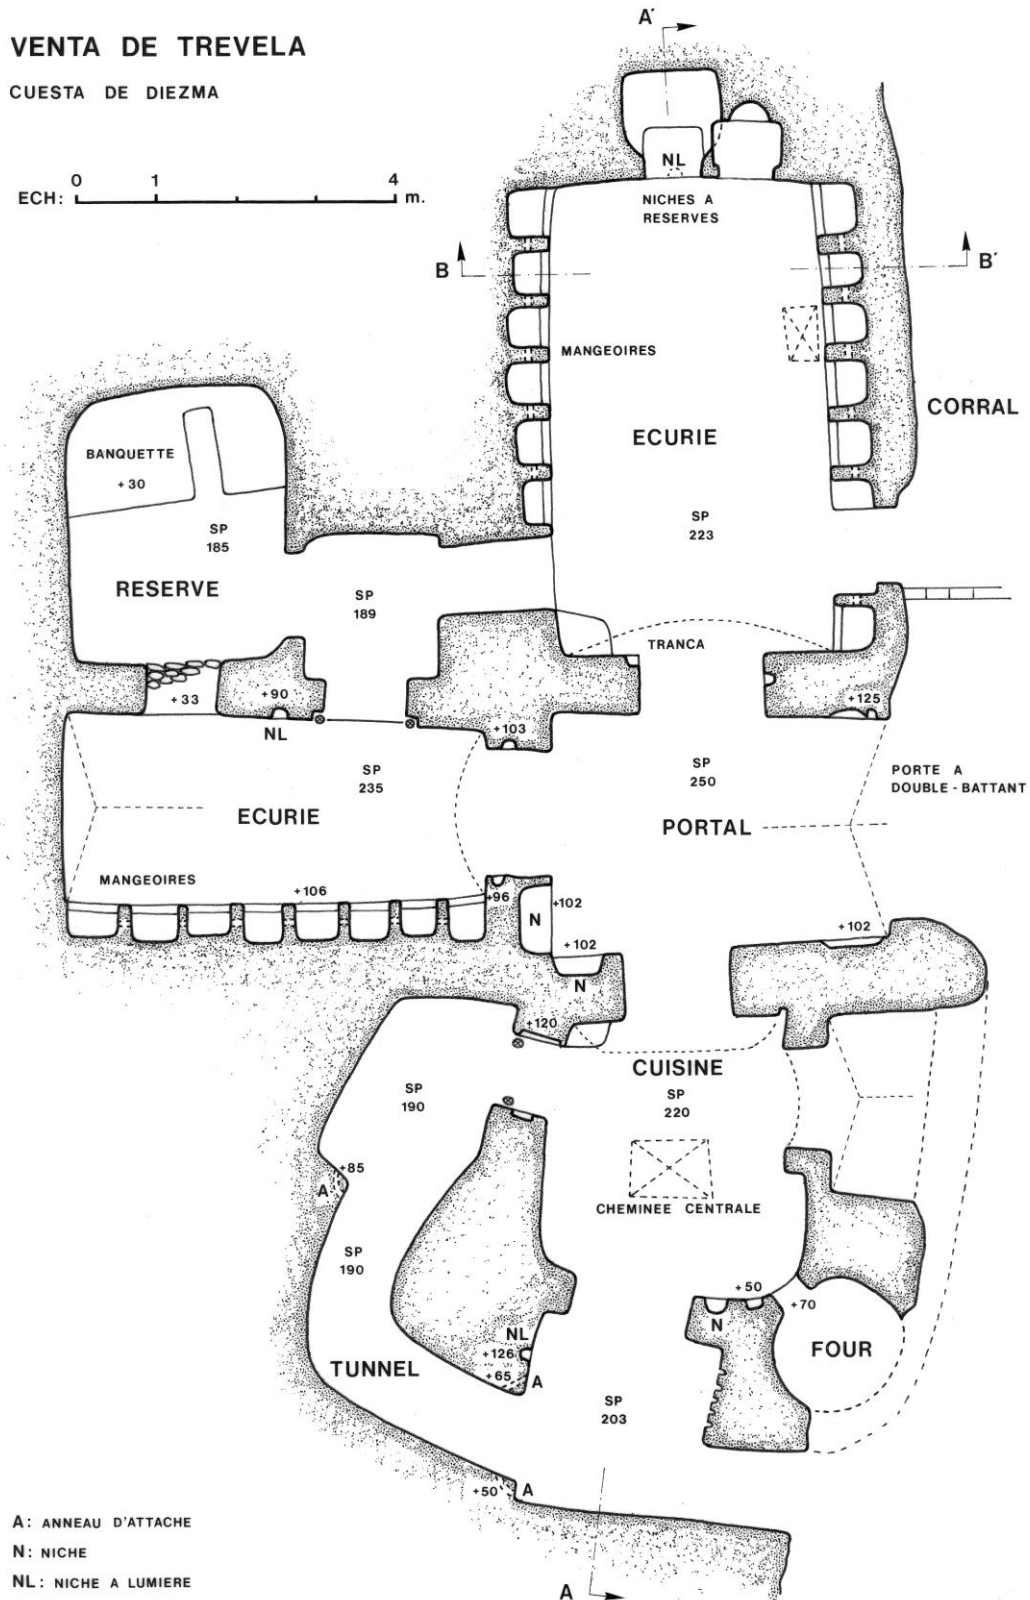 VENTA DE TREVELA
CUESTA DE DIEZMA
ECH: 0 1 4 m.
A'
NL
NICHES A
RESERVES
B
B'
MANGEOIRES
CORRAL
ECURIE
BANQUETTE
+30
SP
185
SP
223
RESERVE
SP
189
TRANCA
+33
+90
+125
NL
+103
SP
235
SP
250
PORTE A
DOUBLE-BATTANT
ECURIE
PORTAL
MANGEOIRES
+106
+96
N
+102
+102
+102
N
+120
CUISINE
SP
190
SP
220
+85
A
CHEMINEE CENTRALE
SP
190
+50
+70
N
NL
+126
FOUR
TUNNEL
+65
A
SP
203
+50
A
A: ANNEAU D'ATTACHE
N: NICHE
NL: NICHE A LUMIERE
A